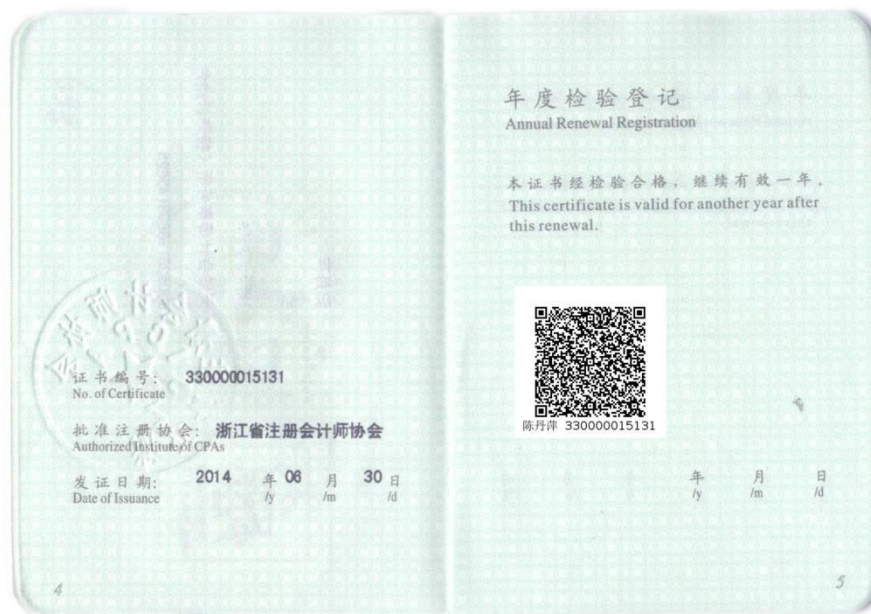 证书编号: 330000015131
No. of Certificate
批准注册协会: 浙江省注册会计师协会
Authorized Institute of CPAs
发证日期: 2014 年 06 月 30 日
Date of Issuance /y /m /d
4
年度检验登记
Annual Renewal Registration
本证书经检验合格，继续有效一年。
This certificate is valid for another year after
this renewal.
陈丹萍 330000015131
年 月 日
/y /m /d
5